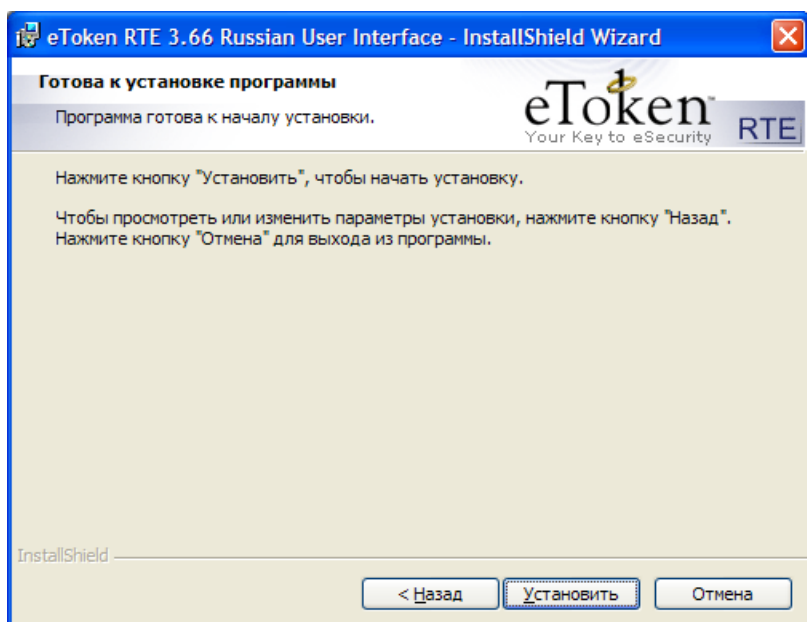 eToken RTE 3.66 Russian User Interface - InstallShield Wizard
Готова к установке программы
Программа готова к началу установки.
eToken™
Your Key to eSecurity
RTE
Нажмите кнопку "Установить", чтобы начать установку.
Чтобы просмотреть или изменить параметры установки, нажмите кнопку "Назад".
Нажмите кнопку "Отмена" для выхода из программы.
InstallShield
< Назад
Установить
Отмена